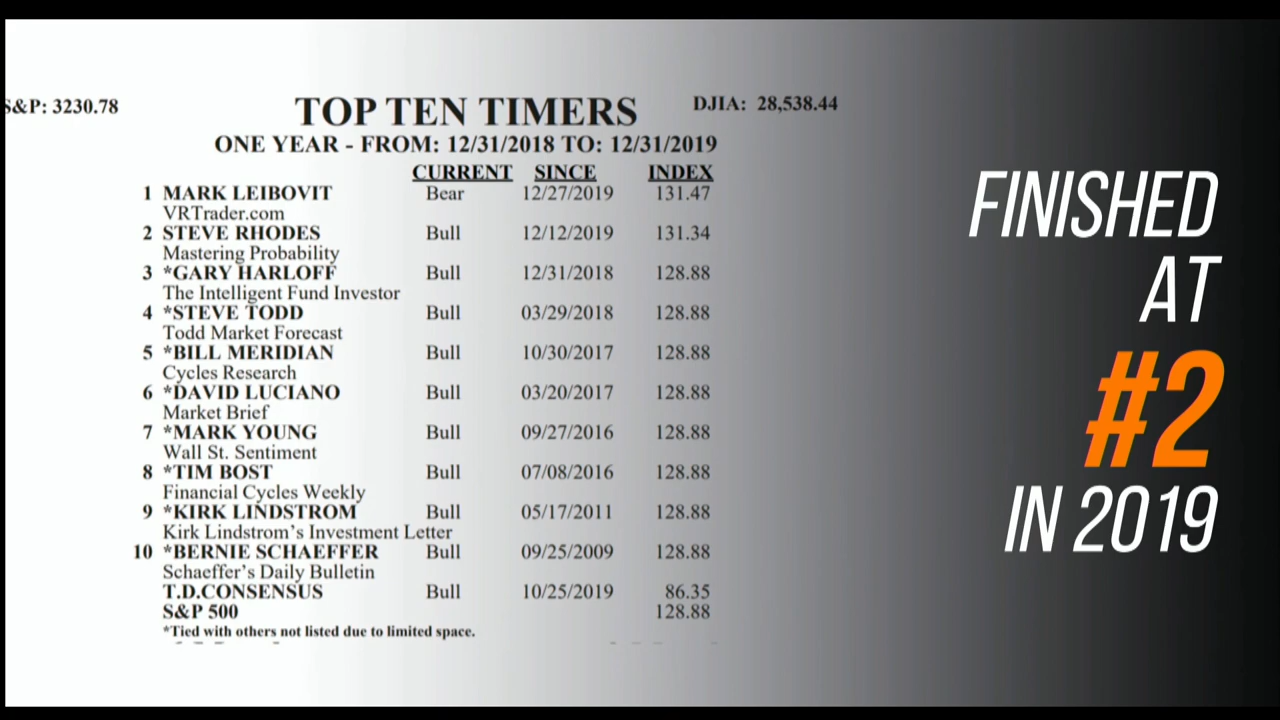 S&P: 3230.78 TOP TEN TIMERS DJIA: 28,538.44
ONE YEAR - FROM: 12/31/2018 TO: 12/31/2019
CURRENT SINCE INDEX
1 MARK LEIBOVIT Bear 12/27/2019 131.47
VRTrader.com
2 STEVE RHODES Bull 12/12/2019 131.34
Mastering Probability
3 *GARY HARLOFF Bull 12/31/2018 128.88
The Intelligent Fund Investor
4 *STEVE TODD Bull 03/29/2018 128.88
Todd Market Forecast
5 *BILL MERIDIAN Bull 10/30/2017 128.88
Cycles Research
6 *DAVID LUCIANO Bull 03/20/2017 128.88
Market Brief
7 *MARK YOUNG Bull 09/27/2016 128.88
Wall St. Sentiment
8 *TIM BOST Bull 07/08/2016 128.88
Financial Cycles Weekly
9 *KIRK LINDSTROM Bull 05/17/2011 128.88
Kirk Lindstrom's Investment Letter
10 *BERNIE SCHAEFFER Bull 09/25/2009 128.88
Schaeffer's Daily Bulletin
T.D.CONSENSUS Bull 10/25/2019 86.35
S&P 500 128.88
*Tied with others not listed due to limited space.
FINISHED
AT
#2
IN 2019